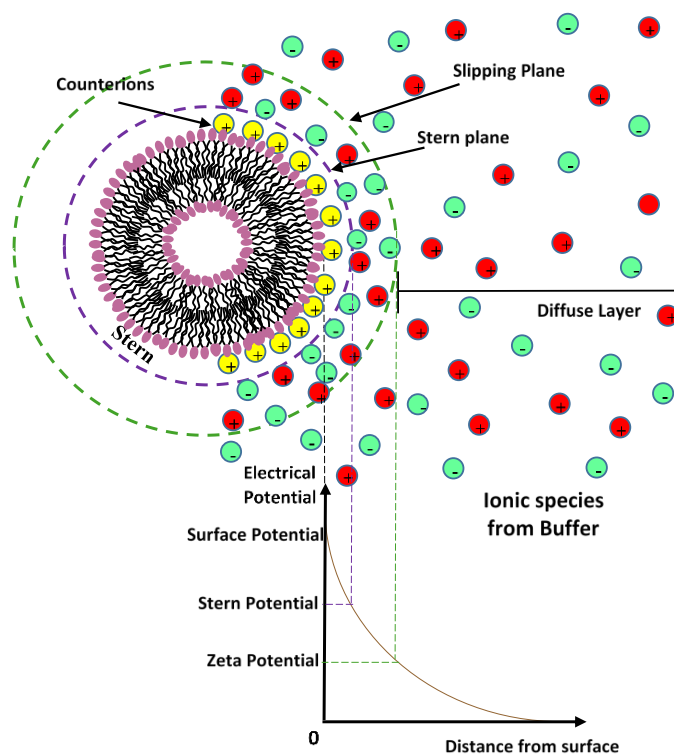 Counterions
Slipping Plane
Stern plane
Stern
Diffuse Layer
Electrical
Potential
Ionic species
from Buffer
Surface Potential
Stern Potential
Zeta Potential
0
Distance from surface